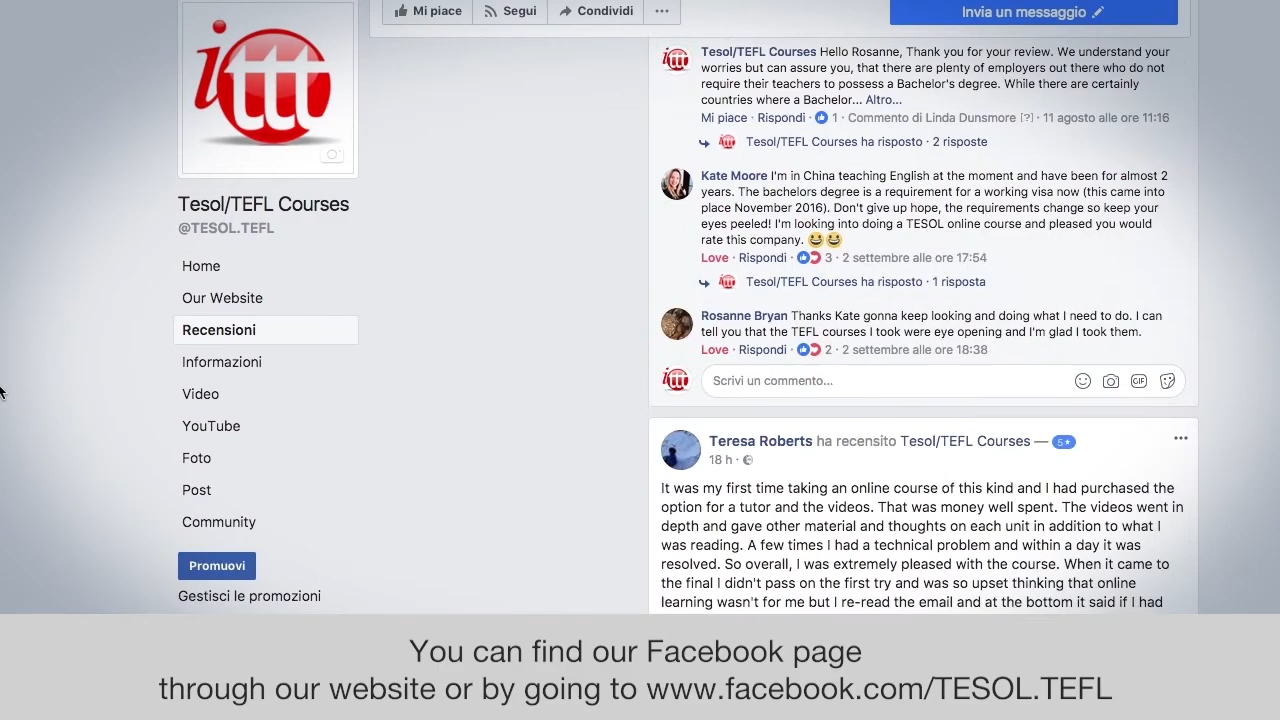 Mi piace
Segui
Condividi
Invia un messaggio
ittt
Tesol/TEFL Courses
@TESOL.TEFL
Home
Our Website
Recensioni
Informazioni
Video
YouTube
Foto
Post
Community
Promuovi
Gestisci le promozioni
Tesol/TEFL Courses Hello Rosanne, Thank you for your review. We understand your
worries but can assure you, that there are plenty of employers out there who do not
require their teachers to possess a Bachelor's degree. While there are certainly
countries where a Bachelor... Altro...
Mi piace · Rispondi · 1 · Commento di Linda Dunsmore [?] · 11 agosto alle ore 11:16
Tesol/TEFL Courses ha risposto · 2 risposte
Kate Moore I'm in China teaching English at the moment and have been for almost 2
years. The bachelors degree is a requirement for a working visa now (this came into
place November 2016). Don't give up hope, the requirements change so keep your
eyes peeled! I'm looking into doing a TESOL online course and pleased you would
rate this company. 😀😀
Love · Rispondi · 3 · 2 settembre alle ore 17:54
Tesol/TEFL Courses ha risposto · 1 risposta
Rosanne Bryan Thanks Kate gonna keep looking and doing what I need to do. I can
tell you that the TEFL courses I took were eye opening and I'm glad I took them.
Love · Rispondi · 2 · 2 settembre alle ore 18:38
Scrivi un commento...
GIF
Teresa Roberts ha recensito Tesol/TEFL Courses — 5★
18 h ·
It was my first time taking an online course of this kind and I had purchased the
option for a tutor and the videos. That was money well spent. The videos went in
depth and gave other material and thoughts on each unit in addition to what I
was reading. A few times I had a technical problem and within a day it was
resolved. So overall, I was extremely pleased with the course. When it came to
the final I didn't pass on the first try and was so upset thinking that online
learning wasn't for me but I re-read the email and at the bottom it said if I had
You can find our Facebook page
through our website or by going to www.facebook.com/TESOL.TEFL